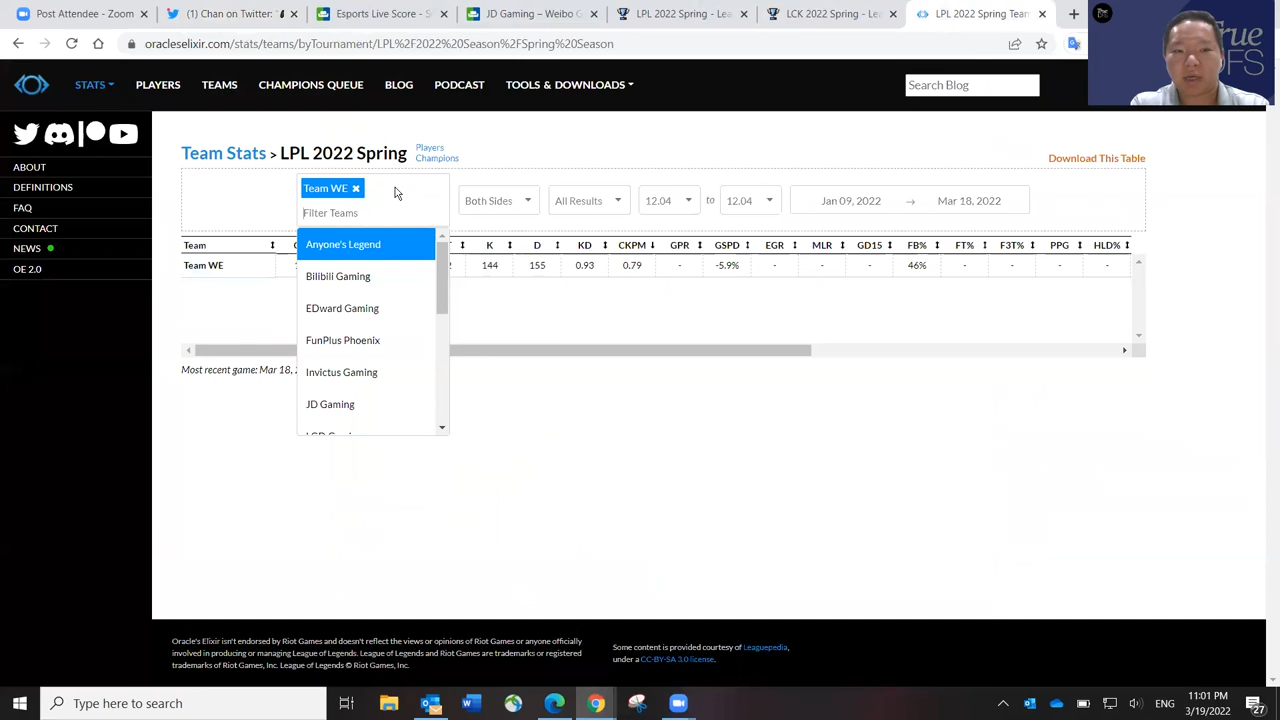 Live Score - S
JD Gaming - Weibo G
LPL 2022 Spring - Lea
LCK 2022 Spring - Le
LPL 2022 Spring Team
oracleselixir.com/stats/teams/byTournament/LPL%2F2022%20Season%2FSpring%20Season
True
DFS
STATS
PLAYERS
TEAMS
CHAMPIONS QUEUE
BLOG
PODCAST
TOOLS & DOWNLOADS
Search Blog
ABOUT
DEFINITIONS
FAQ
CONTACT
NEWS
OE 2.0
Team Stats > LPL 2022 Spring
Players
Champions
Download This Table
Team WE
Filter Teams
Both Sides
All Results
12.04
to
12.04
Jan 09, 2022 → Mar 18, 2022
Team K D KD CKPM GPR GSPD EGR MLR GD15 FB% FT% F3T% PPG HLD%
Team WE 144 155 0.93 0.79 - -5.9% - - - 46% - - - -
Anyone's Legend
Bilibili Gaming
EDward Gaming
FunPlus Phoenix
Invictus Gaming
JD Gaming
Most recent game: Mar 18, 2
Oracle's Elixir isn't endorsed by Riot Games and doesn't reflect the views or opinions of Riot Games or anyone officially
involved in producing or managing League of Legends. League of Legends and Riot Games are trademarks or registered
trademarks of Riot Games, Inc. League of Legends © Riot Games, Inc.
Some content is provided courtesy of Leaguepedia,
under a CC-BY-SA 3.0 license.
Type here to search
ENG
11:01 PM
3/19/2022
27